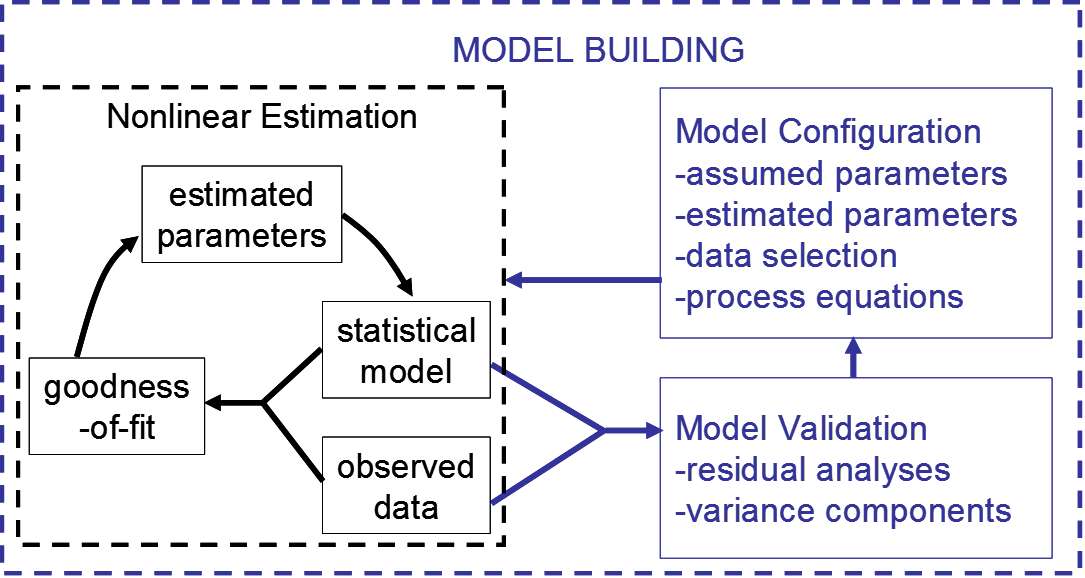 MODEL BUILDING
Nonlinear Estimation
estimated
parameters
statistical
model
goodness
-of-fit
observed
data
Model Configuration
-assumed parameters
-estimated parameters
-data selection
-process equations
Model Validation
-residual analyses
-variance components